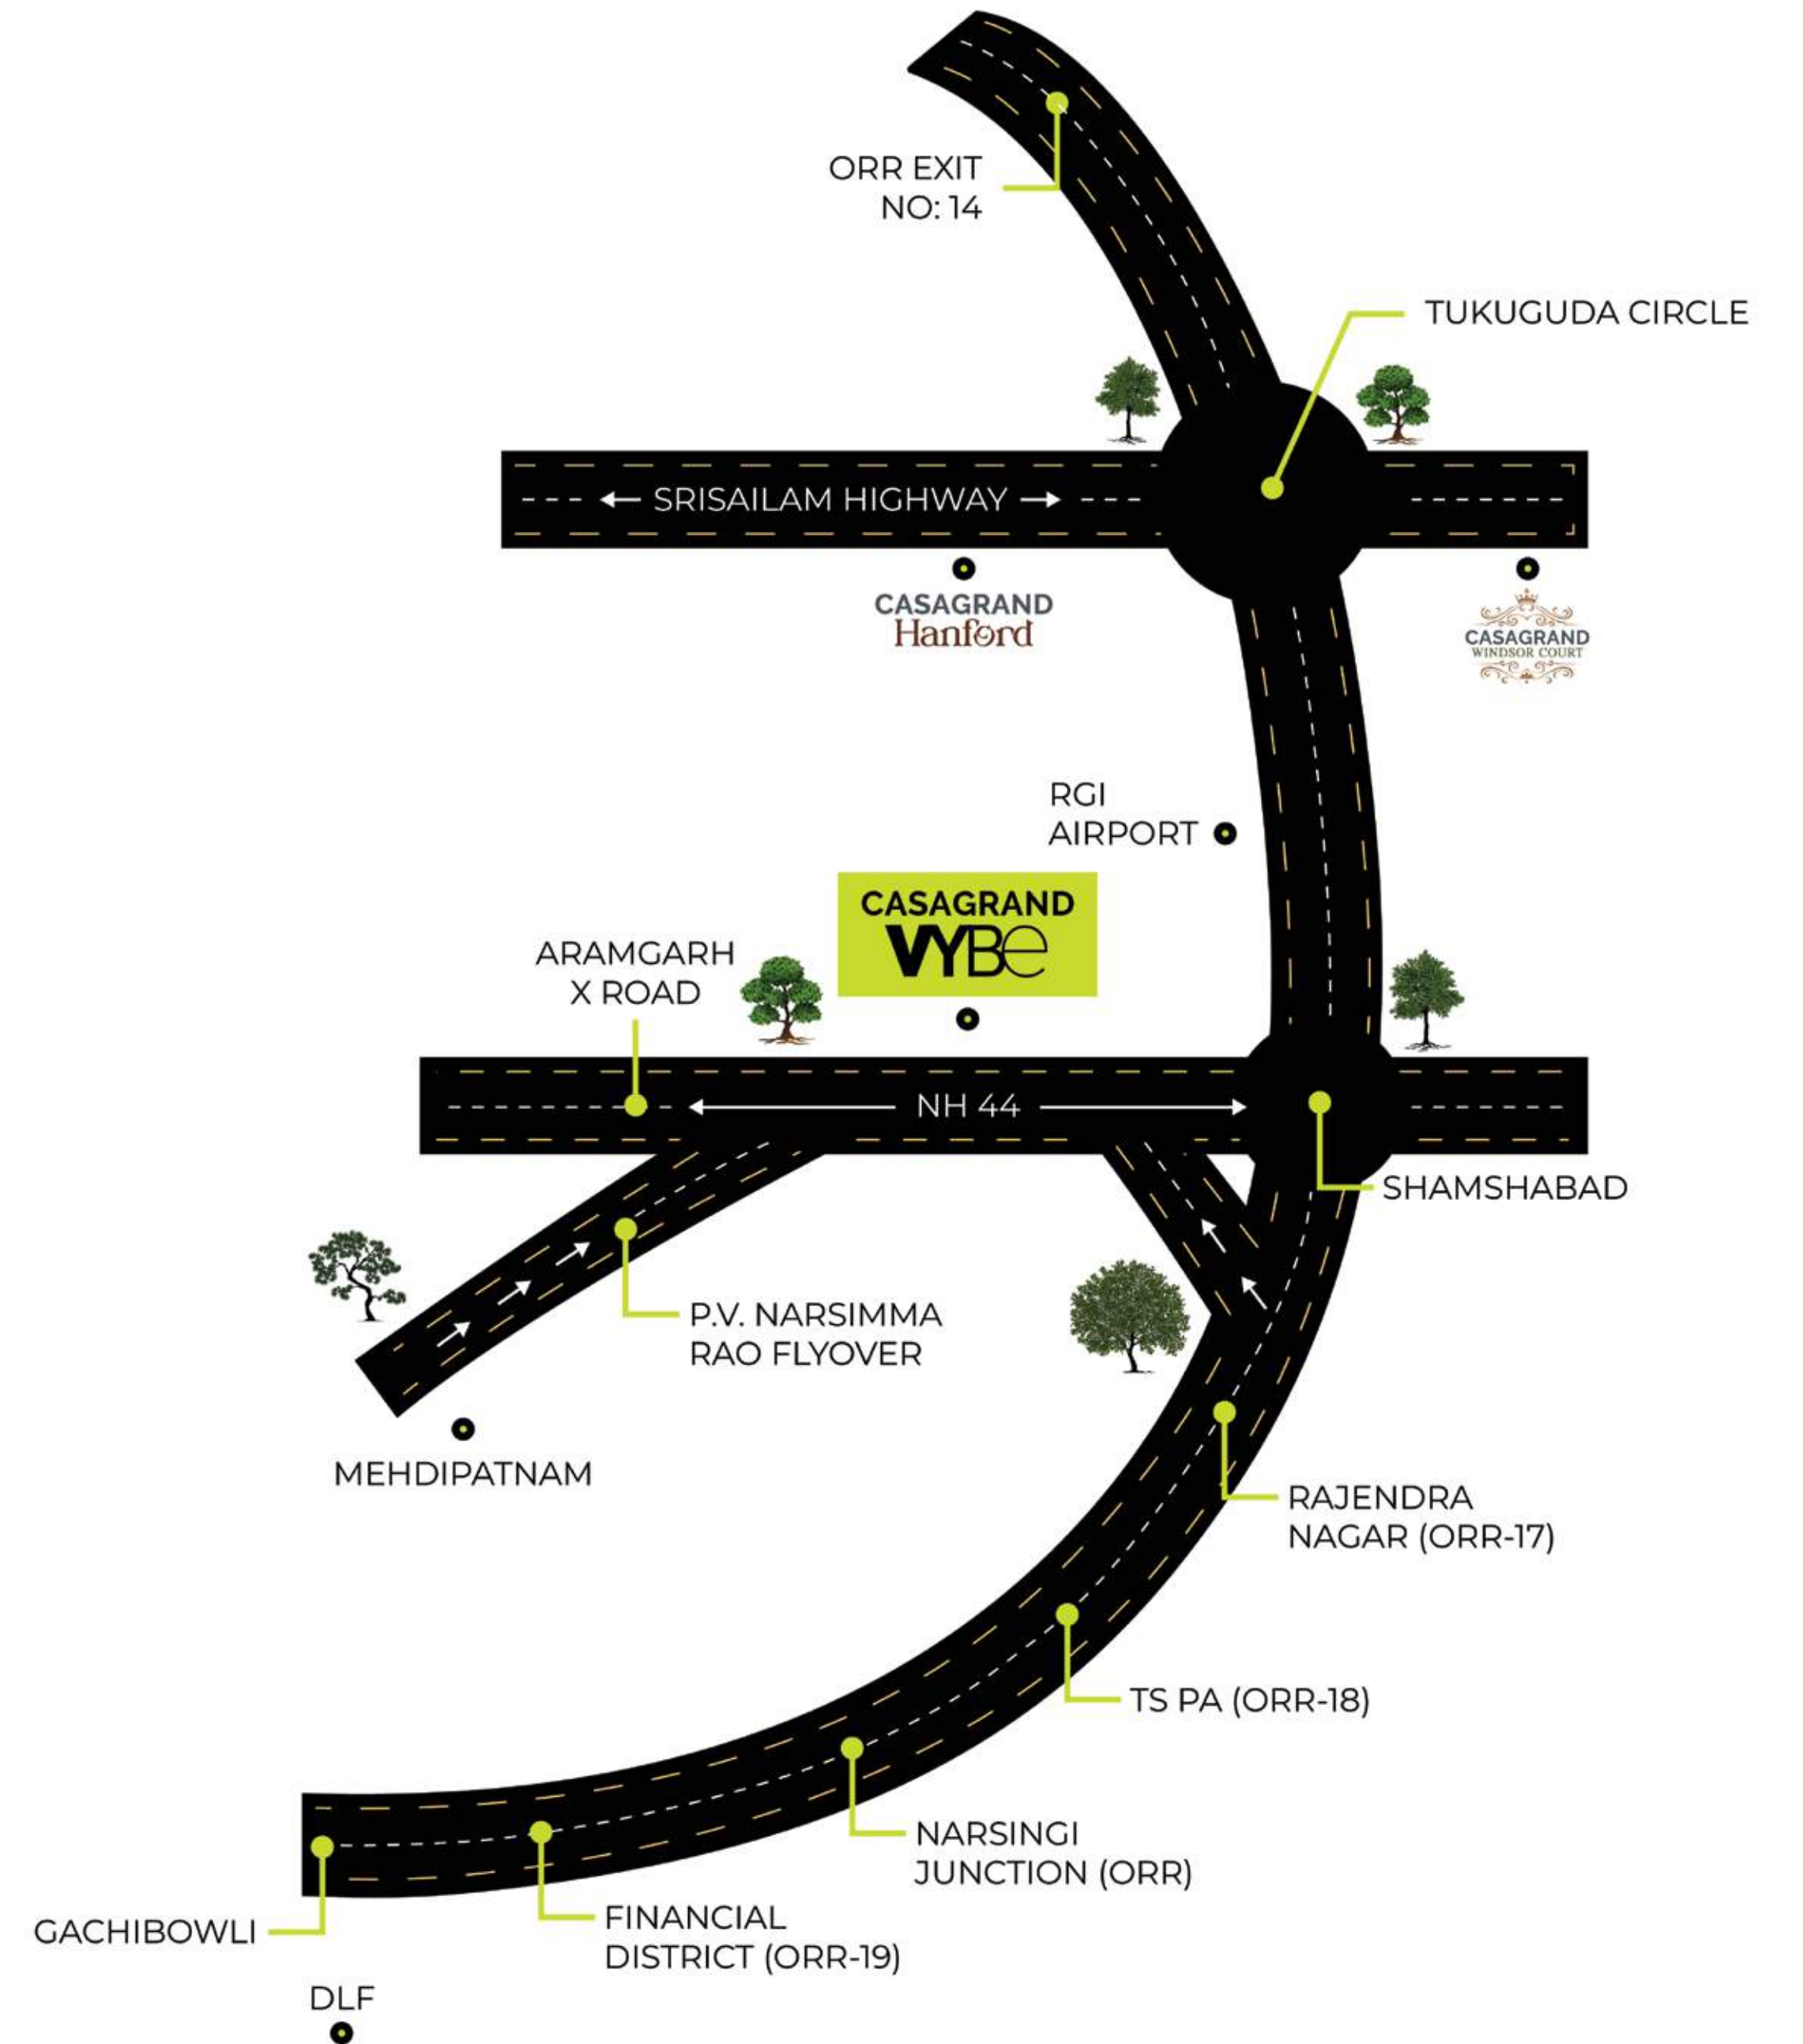 ORR EXIT
NO: 14
TUKUGUDA CIRCLE
SRISAILAM HIGHWAY
CASAGRAND
Hanford
CASAGRAND
WINDSOR COURT
RGI
AIRPORT
CASAGRAND
VYBe
ARAMGARH
X ROAD
NH 44
SHAMSHABAD
P.V. NARSIMMA
RAO FLYOVER
MEHDIPATNAM
RAJENDRA
NAGAR (ORR-17)
TS PA (ORR-18)
NARSINGI
JUNCTION (ORR)
FINANCIAL
DISTRICT (ORR-19)
GACHIBOWLI
DLF